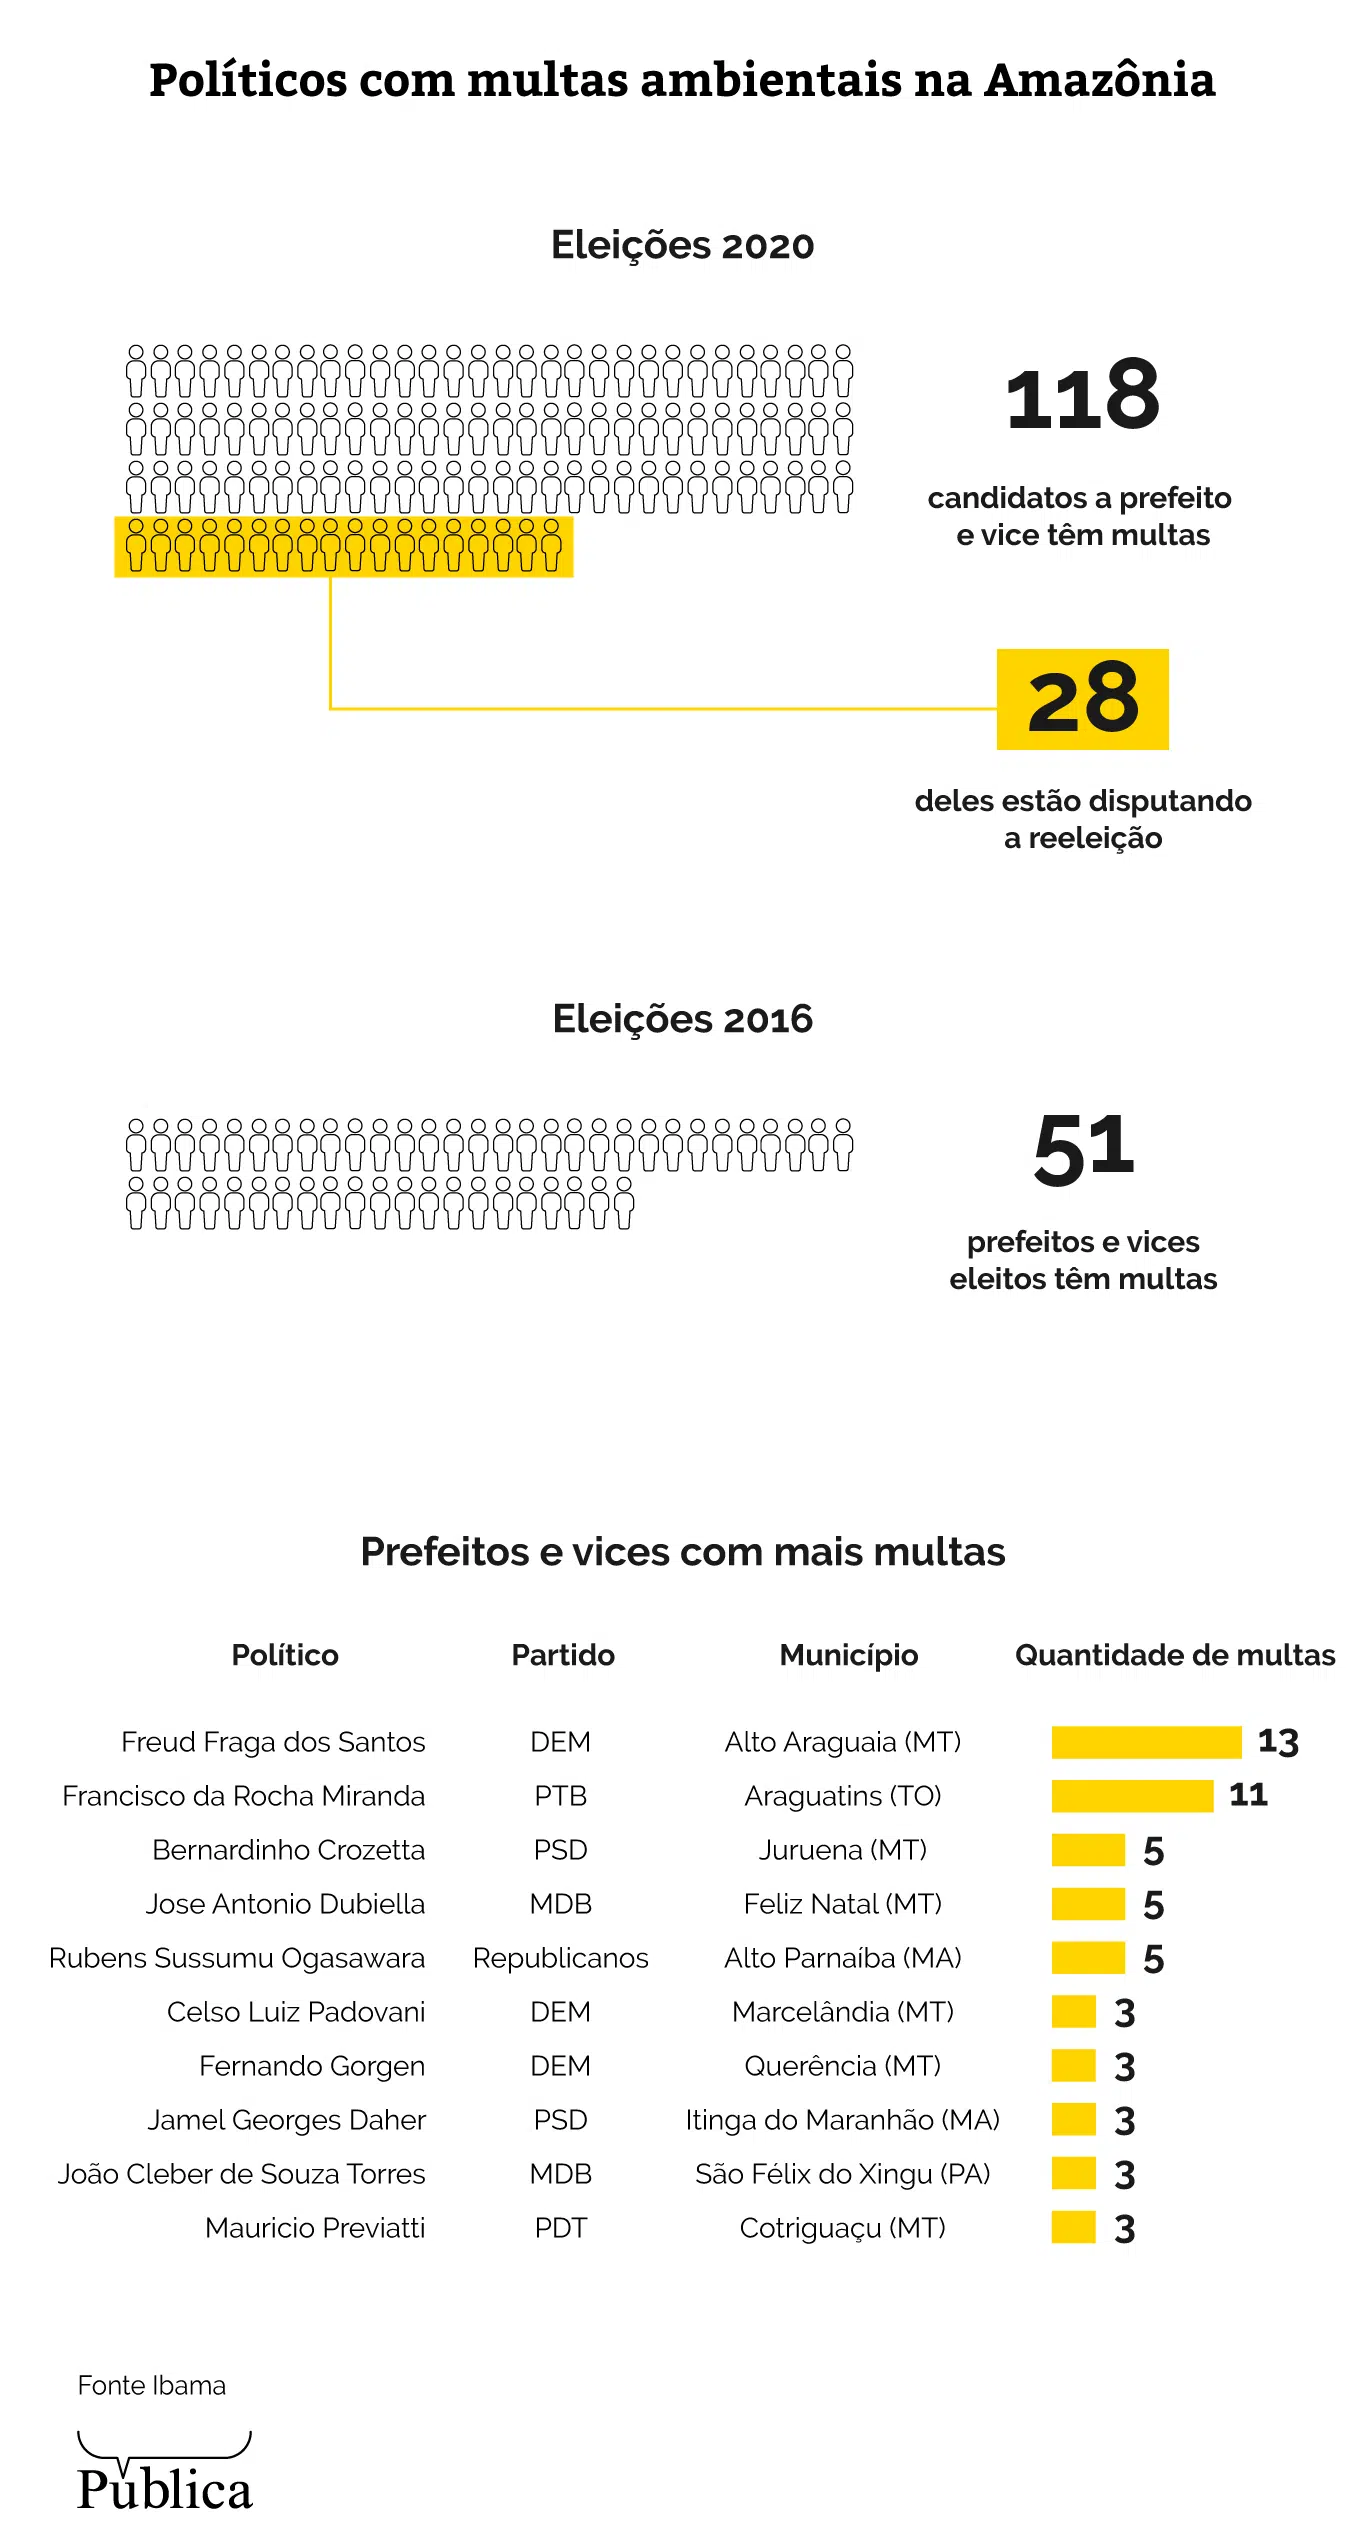 Políticos com multas ambientais na Amazônia
Eleições 2020
118
candidatos a prefeito
e vice têm multas
28
deles estão disputando
a reeleição
Eleições 2016
51
prefeitos e vices
eleitos têm multas
Prefeitos e vices com mais multas
Político Partido Município Quantidade de multas
Freud Fraga dos Santos DEM Alto Araguaia (MT) 13
Francisco da Rocha Miranda PTB Araguatins (TO) 11
Bernardinho Crozetta PSD Juruena (MT) 5
Jose Antonio Dubiella MDB Feliz Natal (MT) 5
Rubens Sussumu Ogasawara Republicanos Alto Parnaíba (MA) 5
Celso Luiz Padovani DEM Marcelândia (MT) 3
Fernando Gorgen DEM Querência (MT) 3
Jamel Georges Daher PSD Itinga do Maranhão (MA) 3
João Cleber de Souza Torres MDB São Félix do Xingu (PA) 3
Mauricio Previatti PDT Cotriguaçu (MT) 3
Fonte Ibama
Pública